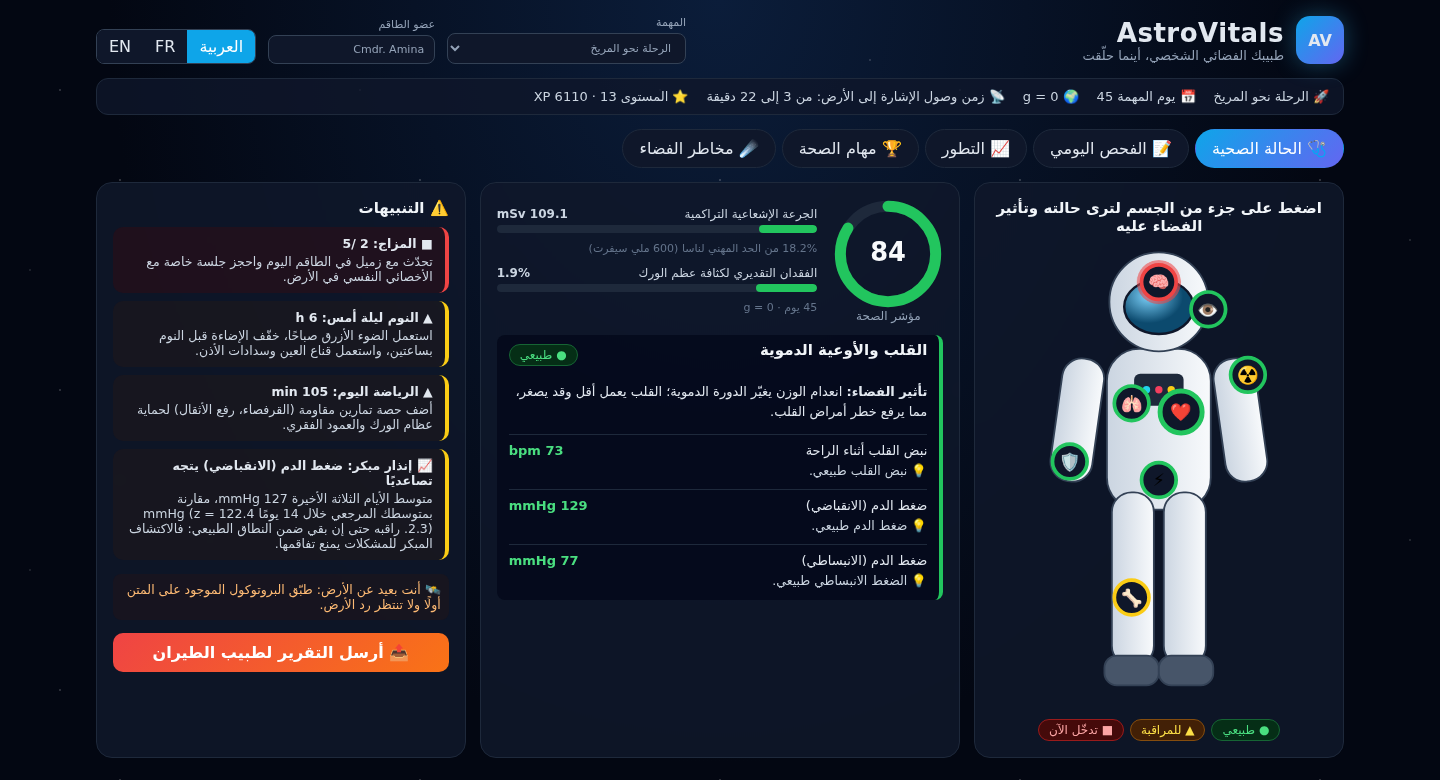 AV
AstroVitals
طبيبك الفضائي الشخصي، أينما حلّقت
المهمة
الرحلة نحو المريخ
عضو الطاقم
Cmdr. Amina
العربية
FR
EN
🚀 الرحلة نحو المريخ
📅 يوم المهمة 45
🌍 g = 0
📡 زمن وصول الإشارة إلى الأرض: من 3 إلى 22 دقيقة
⭐ المستوى 13 · XP 6110
🩺 الحالة الصحية
📝 الفحص اليومي
📈 التطور
🏆 مهام الصحة
☄️ مخاطر الفضاء
اضغط على جزء من الجسم لترى حالته وتأثير
الفضاء عليه
● طبيعي
▲ للمراقبة
■ تدخّل الآن
84
مؤشر الصحة
الجرعة الإشعاعية التراكمية
109.1 mSv
18.2% من الحد المهني لناسا (600 ملي سيفرت)
الفقدان التقديري لكثافة عظم الورك
1.9%
45 يوم · g = 0
القلب والأوعية الدموية
● طبيعي
تأثير الفضاء: انعدام الوزن يغيّر الدورة الدموية؛ القلب يعمل أقل وقد يصغر،
مما يرفع خطر أمراض القلب.
نبض القلب أثناء الراحة
73 bpm
💡 نبض القلب طبيعي.
ضغط الدم (الانقباضي)
129 mmHg
💡 ضغط الدم طبيعي.
ضغط الدم (الانبساطي)
77 mmHg
💡 الضغط الانبساطي طبيعي.
⚠️ التنبيهات
■ المزاج: 2 /5
تحدّث مع زميل في الطاقم اليوم واحجز جلسة خاصة مع
الأخصائي النفسي في الأرض.
▲ النوم ليلة أمس: 6 h
استعمل الضوء الأزرق صباحًا، خفّف الإضاءة قبل النوم
بساعتين، واستعمل قناع العين وسدادات الأذن.
▲ الرياضة اليوم: 105 min
أضف حصة تمارين مقاومة (القرفصاء، رفع الأثقال) لحماية
عظام الورك والعمود الفقري.
📈 إنذار مبكر: ضغط الدم (الانقباضي) يتجه
تصاعديًا
متوسط الأيام الثلاثة الأخيرة 127 mmHg، مقارنة
بمتوسطك المرجعي خلال 14 يومًا 122.4 mmHg (z =
2.3). راقبه حتى إن بقي ضمن النطاق الطبيعي: فالاكتشاف
المبكر للمشكلات يمنع تفاقمها.
🛰️ أنت بعيد عن الأرض: طبّق البروتوكول الموجود على المتن
أولًا ولا تنتظر رد الأرض.
📤 أرسل التقرير لطبيب الطيران